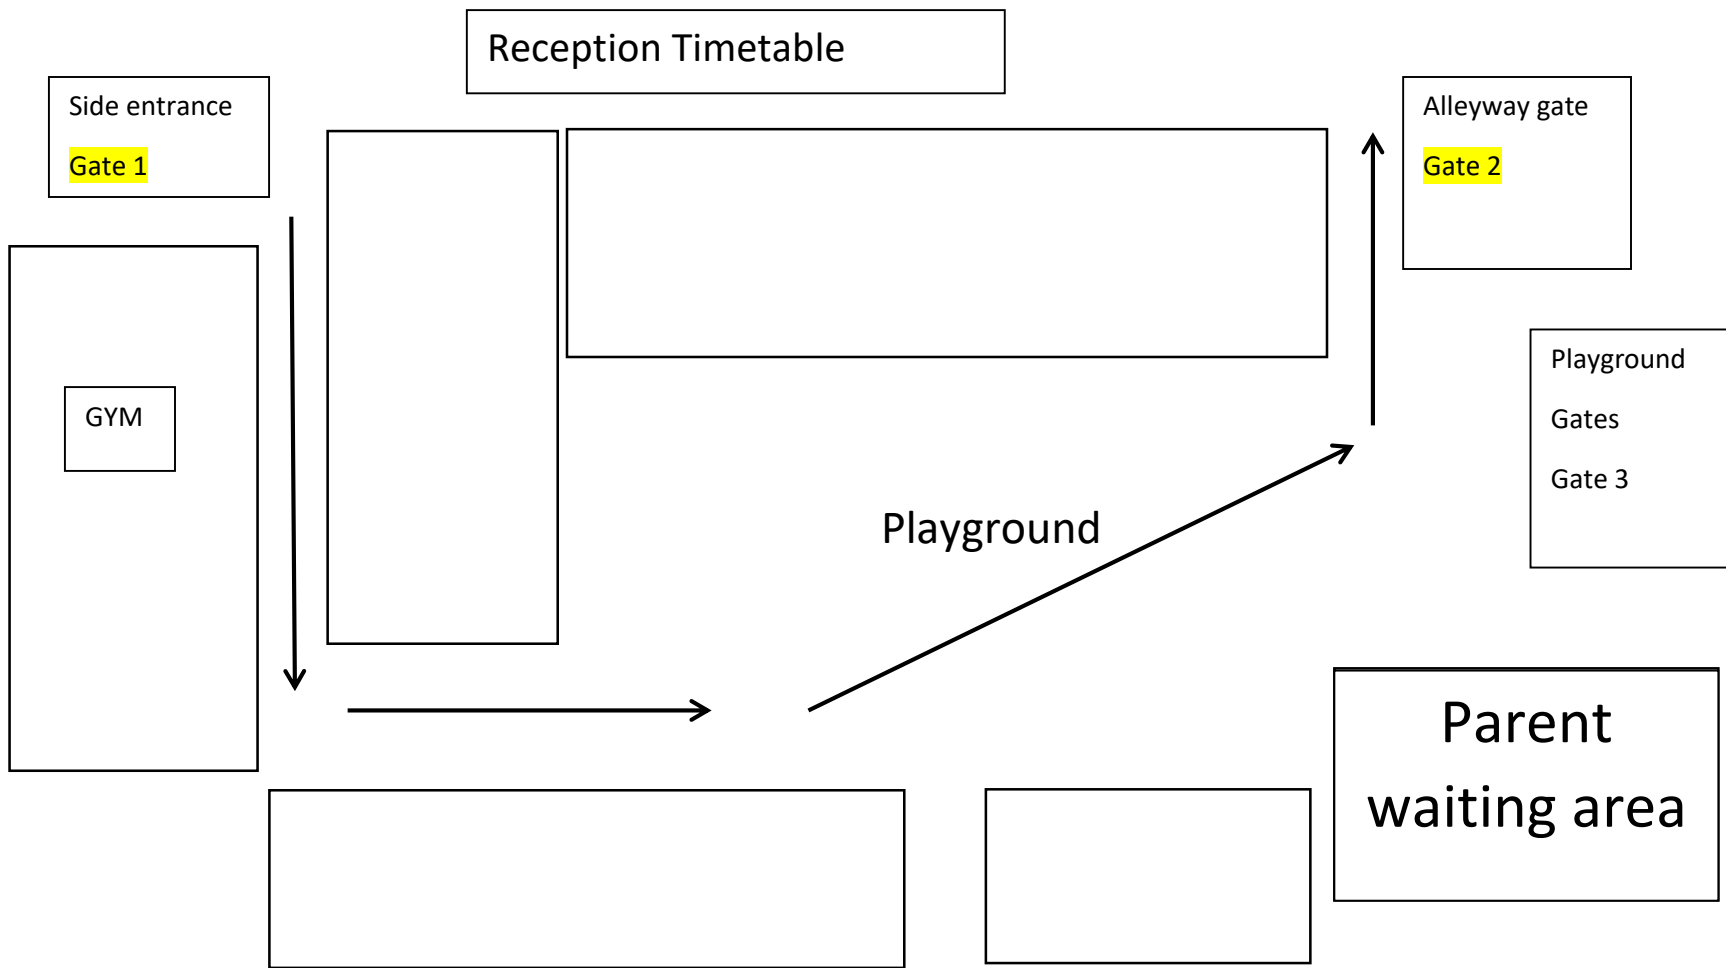 Reception Timetable
Side entrance
Gate 1
Alleyway gate
Gate 2
Playground
Gates
Gate 3
GYM
Playground
Parent
waiting area